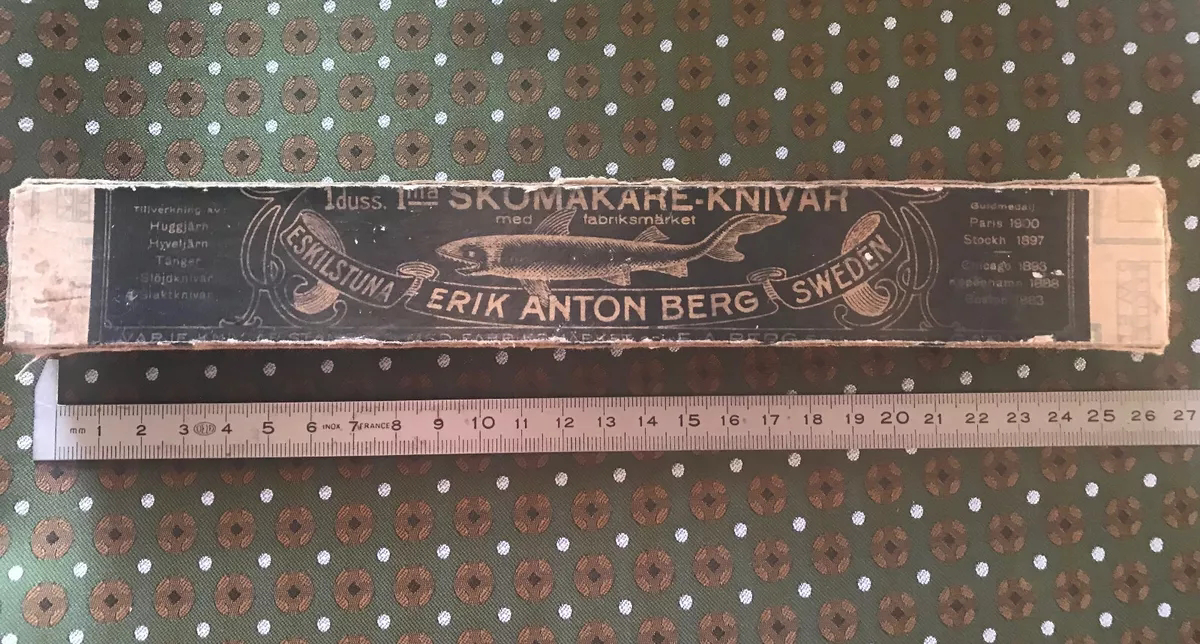 1duss. 1ma SKOMAKARE-KNIVAR
med fabriksmärket
Tillverkning av:
Huggjärn
Hyveljärn
Tänger
Slöjdknivar
Slaktknivar
ESKILSTUNA
ERIK ANTON BERG
SWEDEN
Guldmedalj
Paris 1900
Stockh 1897
Chicago 1893
Köpenhamn 1888
Boston 1883
mm 1 2 3 4 5 6 INOX 7 FRANCE 8 9 10 11 12 13 14 15 16 17 18 19 20 21 22 23 24 25 26 27